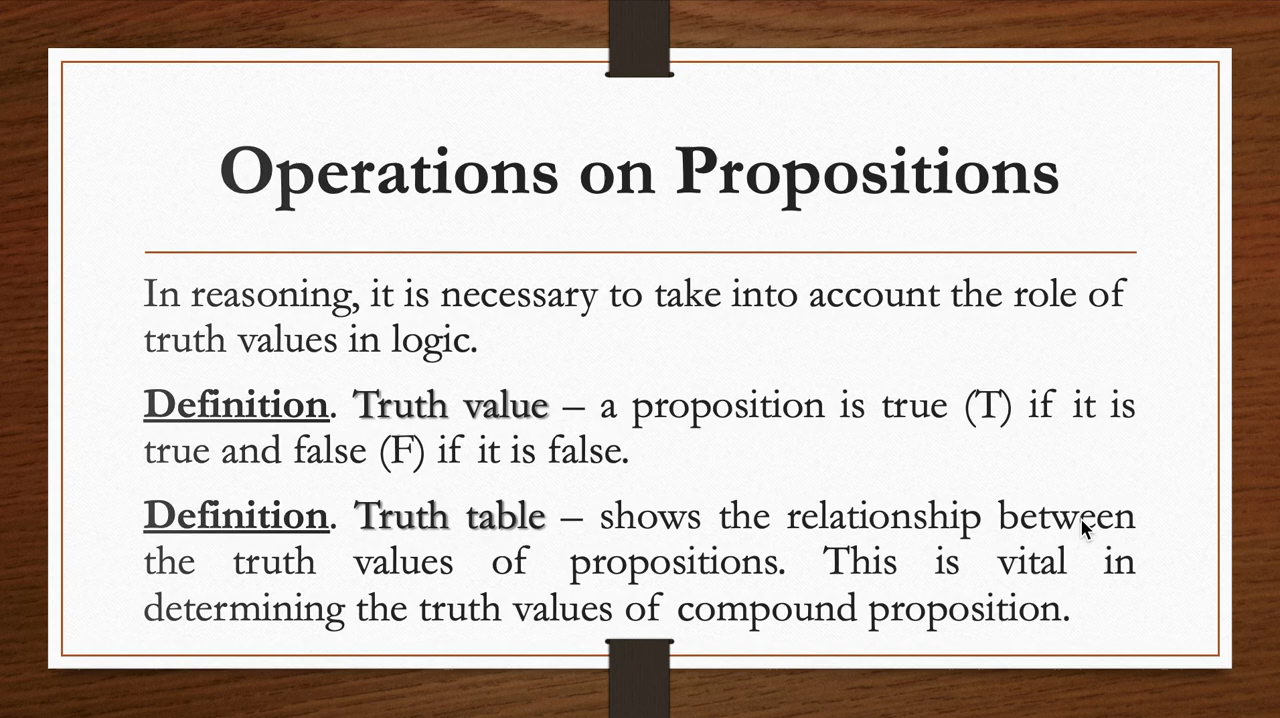 Operations on Propositions
In reasoning, it is necessary to take into account the role of
truth values in logic.
Definition. Truth value – a proposition is true (T) if it is
true and false (F) if it is false.
Definition. Truth table – shows the relationship between
the truth values of propositions. This is vital in
determining the truth values of compound proposition.